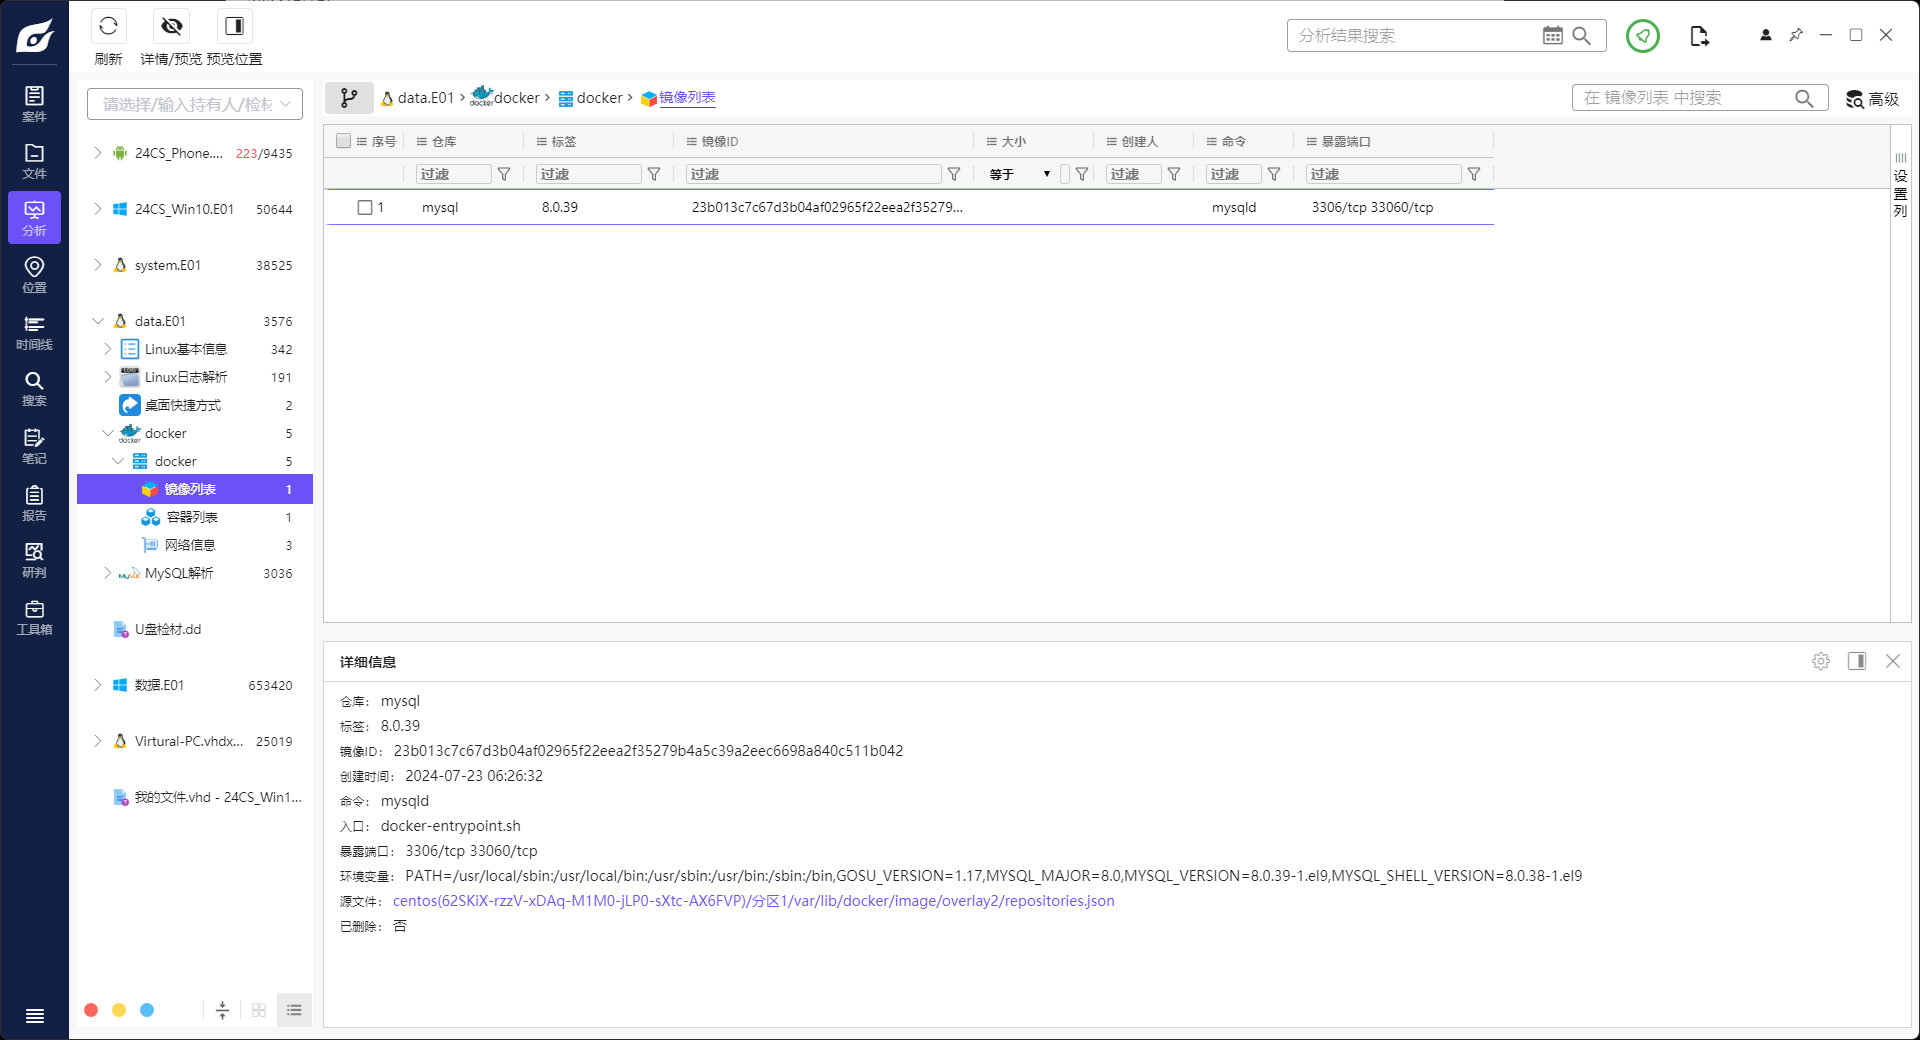 刷新
详情/预览
预览位置
分析结果搜索
案件
文件
分析
位置
时间线
搜索
笔记
报告
研判
工具箱
请选择/输入持有人/检材
24CS_Phone.... 223/9435
24CS_Win10.E01 50644
system.E01 38525
data.E01 3576
Linux基本信息 342
Linux日志解析 191
桌面快捷方式 2
docker 5
docker 5
镜像列表 1
容器列表 1
网络信息 3
MySQL解析 3036
U盘检材.dd
数据.E01 653420
Virtural-PC.vhdx... 25019
我的文件.vhd - 24CS_Win1...
data.E01 > docker > docker > 镜像列表
在 镜像列表 中搜索
高级
序号 仓库 标签 镜像ID 大小 创建人 命令 暴露端口
过滤 过滤 过滤 等于 过滤 过滤 过滤
1 mysql 8.0.39 23b013c7c67d3b04af02965f22eea2f35279... mysqld 3306/tcp 33060/tcp
设置列
详细信息
仓库: mysql
标签: 8.0.39
镜像ID: 23b013c7c67d3b04af02965f22eea2f35279b4a5c39a2eec6698a840c511b042
创建时间: 2024-07-23 06:26:32
命令: mysqld
入口: docker-entrypoint.sh
暴露端口: 3306/tcp 33060/tcp
环境变量: PATH=/usr/local/sbin:/usr/local/bin:/usr/sbin:/usr/bin:/sbin:/bin,GOSU_VERSION=1.17,MYSQL_MAJOR=8.0,MYSQL_VERSION=8.0.39-1.el9,MYSQL_SHELL_VERSION=8.0.38-1.el9
源文件: centos(62SKiX-rzzV-xDAq-M1M0-jLP0-sXtc-AX6FVP)/分区1/var/lib/docker/image/overlay2/repositories.json
已删除: 否